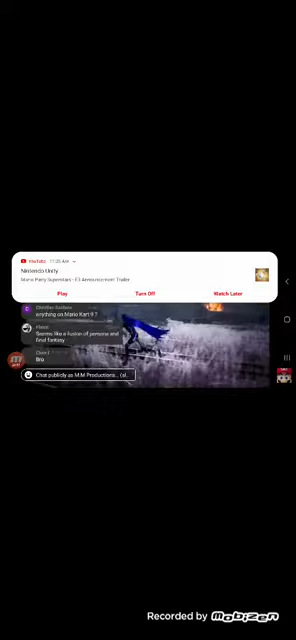 YouTube 11:25 AM
Nintendo Unity
Mario Party Superstars - E3 Announcement Trailer
Play Turn Off Watch Later
anything on Mario Kart 9 ?
Seems like a fusion of persona and
final fantasy
Bro
Chat publicly as MIM Productions... (sl..
Recorded by MOBIZEN